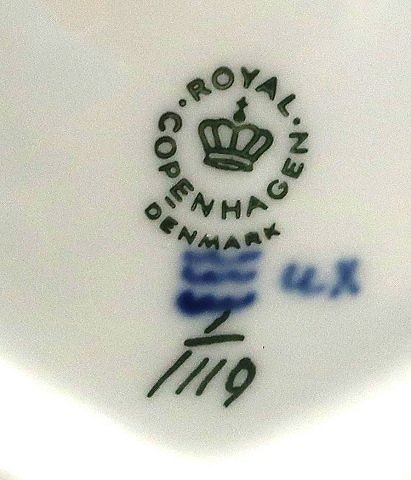 ROYAL
COPENHAGEN
DENMARK
1
/1119